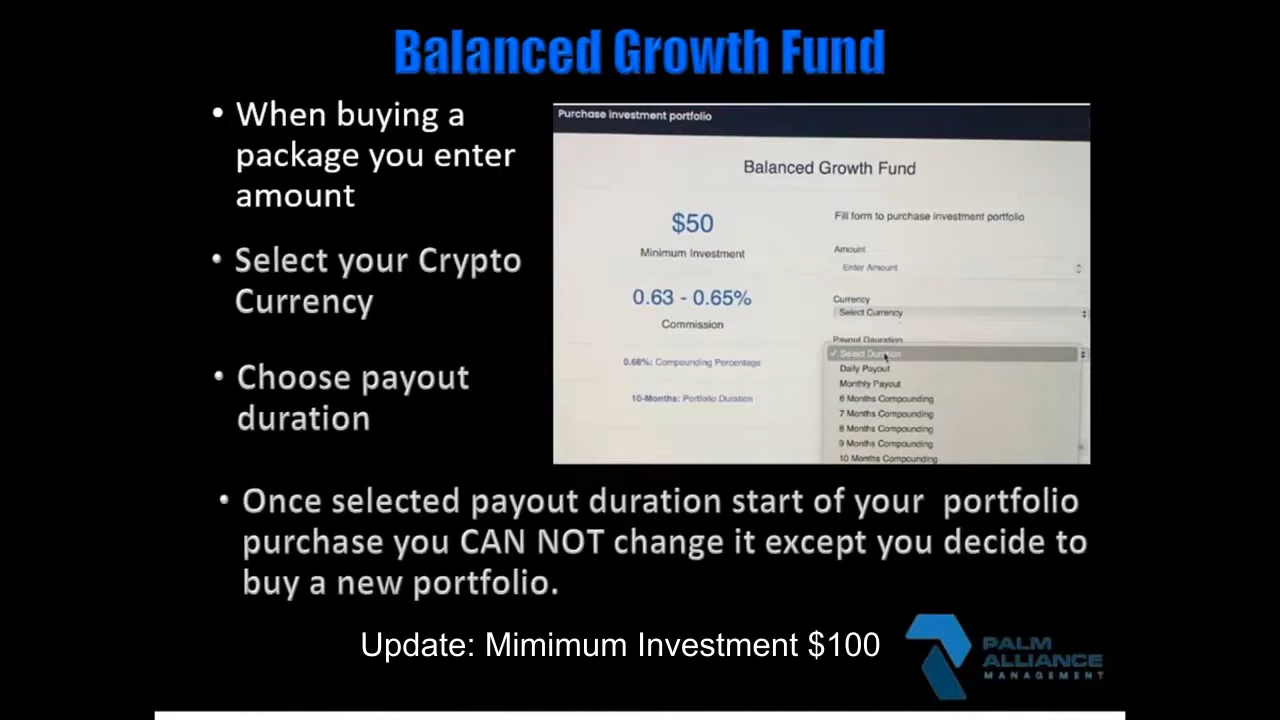 Balanced Growth Fund
• When buying a
package you enter
amount
• Select your Crypto
Currency
• Choose payout
duration
Purchase investment portfolio
Balanced Growth Fund
$50
Minimum Investment
0.63 - 0.65%
Commission
0.68%: Compounding Percentage
10-Months: Portfolio Duration
Fill form to purchase investment portfolio
Amount
Enter Amount
Currency
Select Currency
Payout Dauration
✓ Select Duration
Daily Payout
Monthly Payout
6 Months Compounding
7 Months Compounding
8 Months Compounding
9 Months Compounding
10 Months Compounding
• Once selected payout duration start of your portfolio
purchase you CAN NOT change it except you decide to
buy a new portfolio.
Update: Mimimum Investment $100
PALM
ALLIANCE
MANAGEMENT